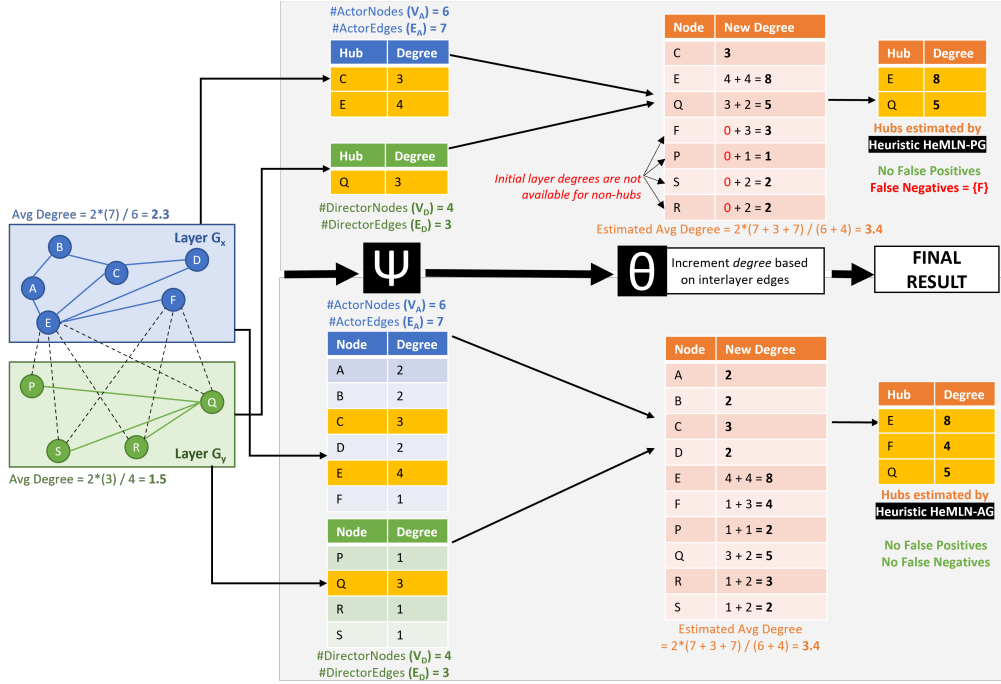 #ActorNodes (VA) = 6
#ActorEdges (EA) = 7
Hub Degree
C 3
E 4
Hub Degree
Q 3
#DirectorNodes (VD) = 4
#DirectorEdges (ED) = 3
Node New Degree
C 3
E 4 + 4 = 8
Q 3 + 2 = 5
F 0 + 3 = 3
P 0 + 1 = 1
S 0 + 2 = 2
R 0 + 2 = 2
Initial layer degrees are not
available for non-hubs
Estimated Avg Degree = 2*(7 + 3 + 7) / (6 + 4) = 3.4
Hub Degree
E 8
Q 5
Hubs estimated by
Heuristic HeMLN-PG
No False Positives
False Negatives = {F}
Avg Degree = 2*(7) / 6 = 2.3
Layer Gx
B
D
C
A
F
E
P
Q
S
R
Layer Gy
Avg Degree = 2*(3) / 4 = 1.5
Ψ
θ
Increment degree based
on interlayer edges
FINAL
RESULT
#ActorNodes (VA) = 6
#ActorEdges (EA) = 7
Node Degree
A 2
B 2
C 3
D 2
E 4
F 1
Node Degree
P 1
Q 3
R 1
S 1
#DirectorNodes (VD) = 4
#DirectorEdges (ED) = 3
Node New Degree
A 2
B 2
C 3
D 2
E 4 + 4 = 8
F 1 + 3 = 4
P 1 + 1 = 2
Q 3 + 2 = 5
R 1 + 2 = 3
S 1 + 2 = 2
Estimated Avg Degree
= 2*(7 + 3 + 7) / (6 + 4) = 3.4
Hub Degree
E 8
F 4
Q 5
Hubs estimated by
Heuristic HeMLN-AG
No False Positives
No False Negatives